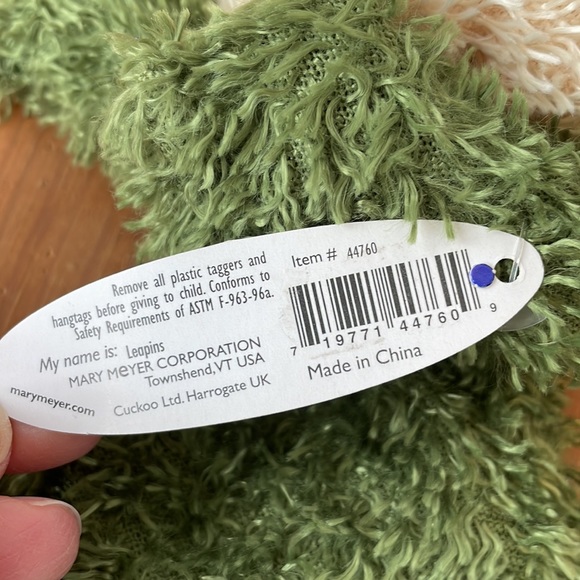 Remove all plastic taggers and
hangtags before giving to child. Conforms to
Safety Requirements of ASTM F-963-96a.
My name is: Leapins
MARY MEYER CORPORATION
Townshend, VT USA
marymeyer.com
Cuckoo Ltd. Harrogate UK
Item # 44760
7 19771 44760 9
Made in China